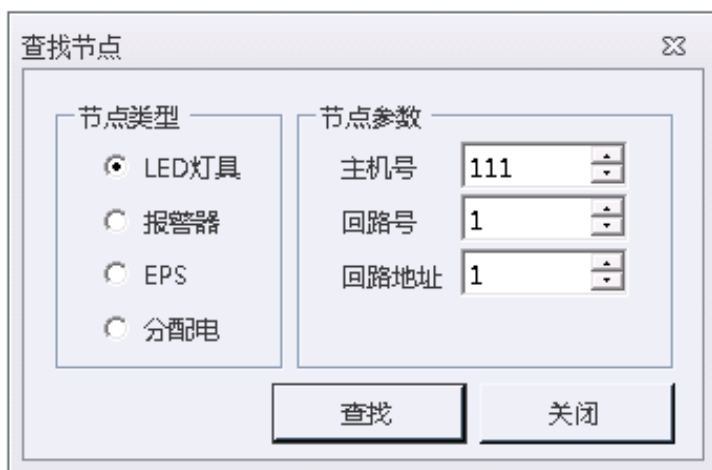 查找节点
节点类型
LED灯具
报警器
EPS
分配电
节点参数
主机号 111
回路号 1
回路地址 1
查找 关闭